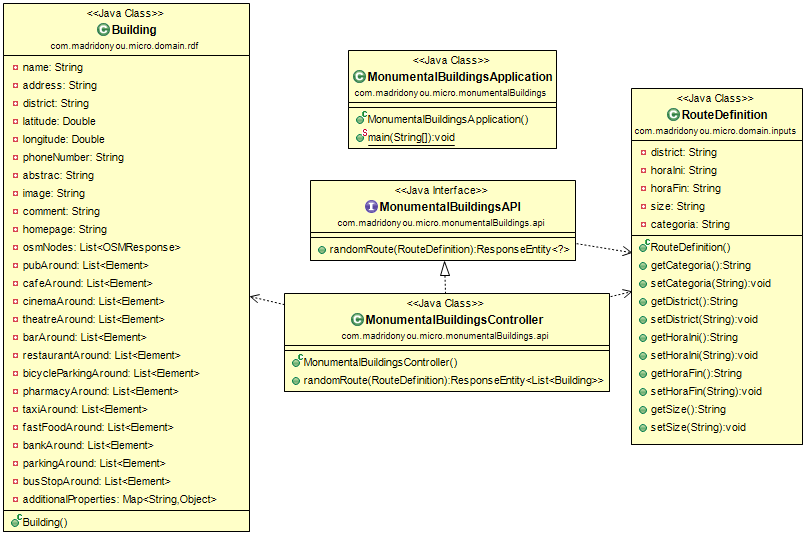 <<Java Class>>
Building
com.madridonyou.micro.domain.rdf
name: String
address: String
district: String
latitude: Double
longitude: Double
phoneNumber: String
abstrac: String
image: String
comment: String
homepage: String
osmNodes: List<OSMResponse>
pubAround: List<Element>
cafeAround: List<Element>
cinemaAround: List<Element>
theatreAround: List<Element>
barAround: List<Element>
restaurantAround: List<Element>
bicycleParkingAround: List<Element>
pharmacyAround: List<Element>
taxiAround: List<Element>
fastFoodAround: List<Element>
bankAround: List<Element>
parkingAround: List<Element>
busStopAround: List<Element>
additionalProperties: Map<String,Object>
Building()
<<Java Class>>
MonumentalBuildingsApplication
com.madridonyou.micro.monumentalBuildings
MonumentalBuildingsApplication()
main(String[]):void
<<Java Interface>>
MonumentalBuildingsAPI
com.madridonyou.micro.monumentalBuildings.api
randomRoute(RouteDefinition):ResponseEntity<?>
<<Java Class>>
MonumentalBuildingsController
com.madridonyou.micro.monumentalBuildings.api
MonumentalBuildingsController()
randomRoute(RouteDefinition):ResponseEntity<List<Building>>
<<Java Class>>
RouteDefinition
com.madridonyou.micro.domain.inputs
district: String
horaIni: String
horaFin: String
size: String
categoria: String
RouteDefinition()
getCategoria():String
setCategoria(String):void
getDistrict():String
setDistrict(String):void
getHoraIni():String
setHoraIni(String):void
getHoraFin():String
setHoraFin(String):void
getSize():String
setSize(String):void